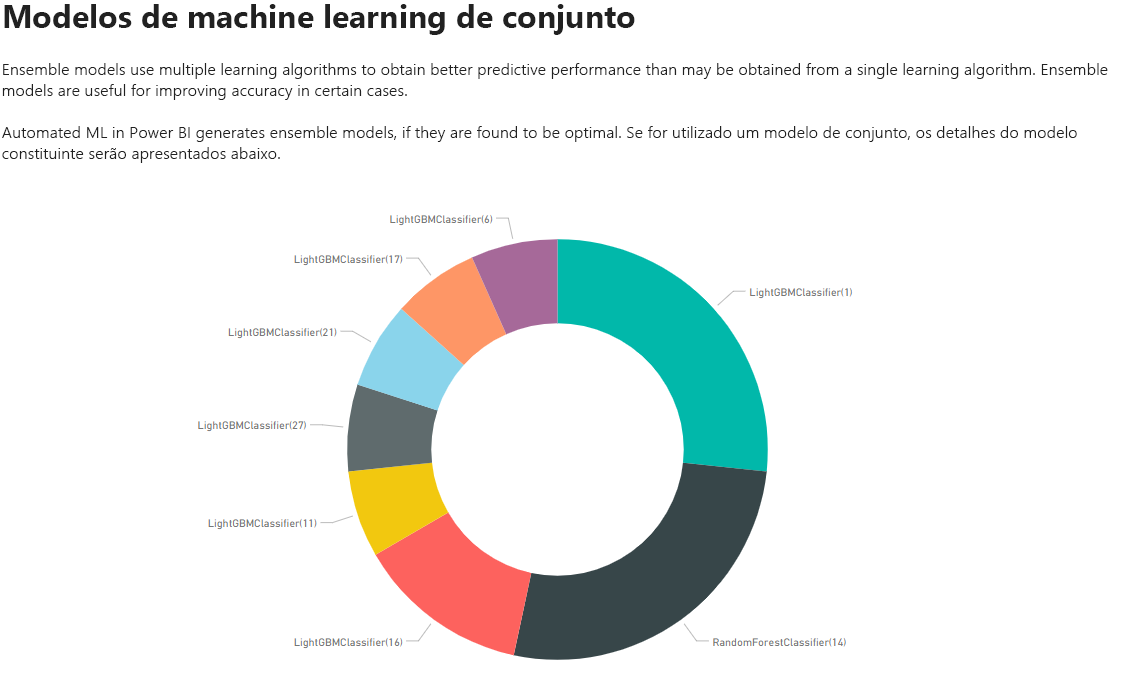 Modelos de machine learning de conjunto
Ensemble models use multiple learning algorithms to obtain better predictive performance than may be obtained from a single learning algorithm. Ensemble
models are useful for improving accuracy in certain cases.
Automated ML in Power BI generates ensemble models, if they are found to be optimal. Se for utilizado um modelo de conjunto, os detalhes do modelo
constituinte serão apresentados abaixo.
LightGBMClassifier(6)
LightGBMClassifier(17)
LightGBMClassifier(1)
LightGBMClassifier(21)
LightGBMClassifier(27)
LightGBMClassifier(11)
LightGBMClassifier(16)
RandomForestClassifier(14)